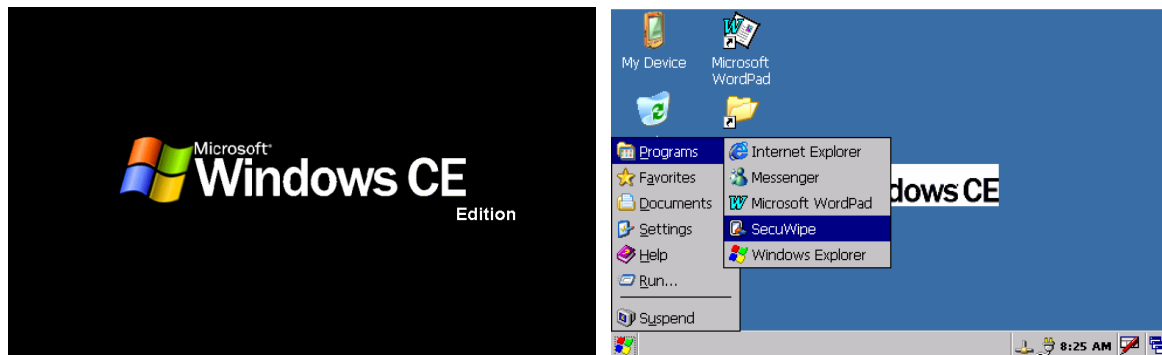 Microsoft
Windows CE
Edition
My Device
Microsoft
WordPad
Programs
Favorites
Documents
Settings
Help
Run...
Suspend
Internet Explorer
Messenger
Microsoft WordPad
SecuWipe
Windows Explorer
dows CE
8:25 AM